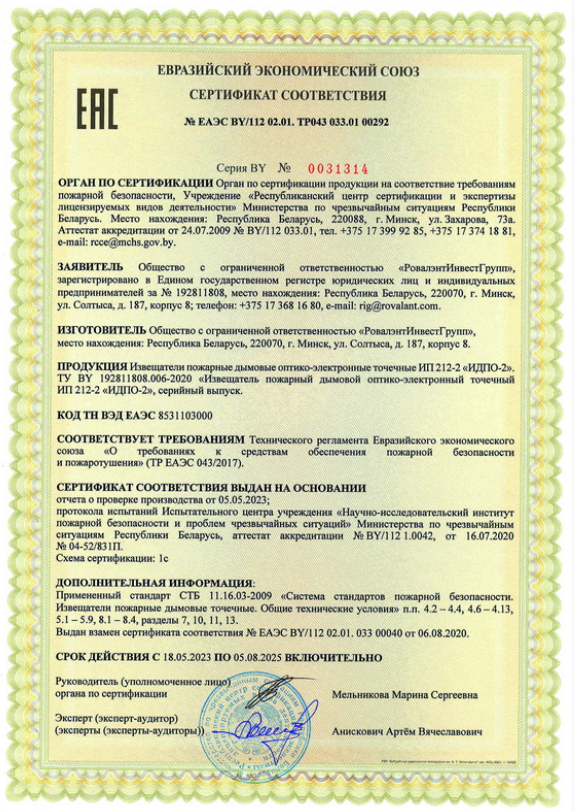 ЕВРАЗИЙСКИЙ ЭКОНОМИЧЕСКИЙ СОЮЗ
EAC
СЕРТИФИКАТ СООТВЕТСТВИЯ
№ ЕАЭС BY/112 02.01. ТР043 033.01 00292
Серия BY № 0031314
ОРГАН ПО СЕРТИФИКАЦИИ Орган по сертификации продукции на соответствие требованиям
пожарной безопасности, Учреждение «Республиканский центр сертификации и экспертизы
лицензируемых видов деятельности» Министерства по чрезвычайным ситуациям Республики
Беларусь. Место нахождения: Республика Беларусь, 220088, г. Минск, ул. Захарова, 73а.
Аттестат аккредитации от 24.07.2009 № BY/112 033.01, тел. +375 17 399 92 85, +375 17 374 18 81,
e-mail: rcce@mchs.gov.by.
ЗАЯВИТЕЛЬ Общество с ограниченной ответственностью «РовалэнтИнвестГрупп»,
зарегистрировано в Едином государственном регистре юридических лиц и индивидуальных
предпринимателей за № 192811808, место нахождения: Республика Беларусь, 220070, г. Минск,
ул. Солтыса, д. 187, корпус 8; телефон: +375 17 368 16 80, e-mail: rig@rovalant.com.
ИЗГОТОВИТЕЛЬ Общество с ограниченной ответственностью «РовалэнтИнвестГрупп»,
место нахождения: Республика Беларусь, 220070, г. Минск, ул. Солтыса, д. 187, корпус 8.
ПРОДУКЦИЯ Извещатели пожарные дымовые оптико-электронные точечные ИП 212-2 «ИДПО-2».
ТУ BY 192811808.006-2020 «Извещатель пожарный дымовой оптико-электронный точечный
ИП 212-2 «ИДПО-2», серийный выпуск.
КОД ТН ВЭД ЕАЭС 8531103000
СООТВЕТСТВУЕТ ТРЕБОВАНИЯМ Технического регламента Евразийского экономического
союза «О требованиях к средствам обеспечения пожарной безопасности
и пожаротушения» (ТР ЕАЭС 043/2017).
СЕРТИФИКАТ СООТВЕТСТВИЯ ВЫДАН НА ОСНОВАНИИ
отчета о проверке производства от 05.05.2023;
протокола испытаний Испытательного центра учреждения «Научно-исследовательский институт
пожарной безопасности и проблем чрезвычайных ситуаций» Министерства по чрезвычайным
ситуациям Республики Беларусь, аттестат аккредитации № BY/112 1.0042, от 16.07.2020
№ 04-52/831П.
Схема сертификации: 1с
ДОПОЛНИТЕЛЬНАЯ ИНФОРМАЦИЯ:
Примененный стандарт СТБ 11.16.03-2009 «Система стандартов пожарной безопасности.
Извещатели пожарные дымовые точечные. Общие технические условия» п.п. 4.2 – 4.4, 4.6 – 4.13,
5.1 – 5.9, 8.1 – 8.4, разделы 7, 10, 11, 13.
Выдан взамен сертификата соответствия № ЕАЭС BY/112 02.01. 033 00040 от 06.08.2020.
СРОК ДЕЙСТВИЯ С 18.05.2023 ПО 05.08.2025 ВКЛЮЧИТЕЛЬНО
Руководитель (уполномоченное лицо)
органа по сертификации Мельникова Марина Сергеевна
Эксперт (эксперт-аудитор)
(эксперты (эксперты-аудиторы)) Анискович Артём Вячеславович